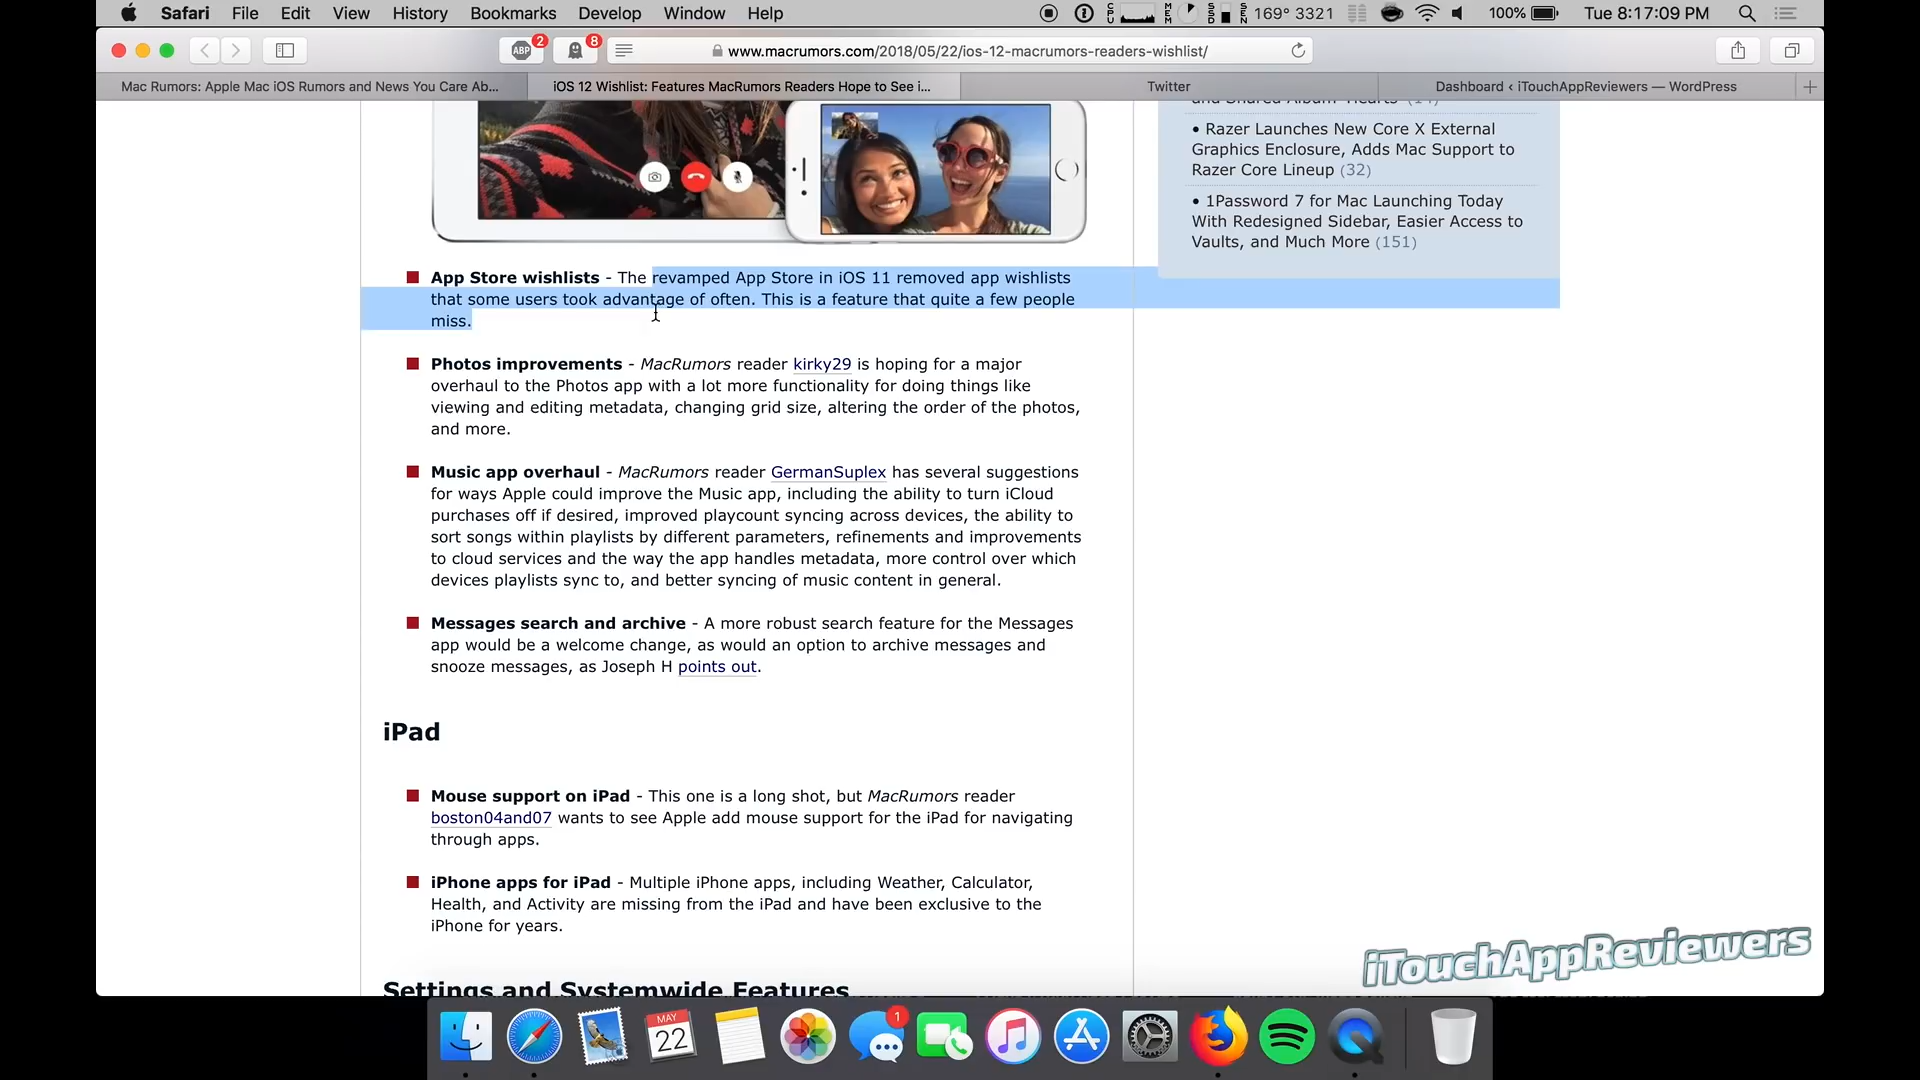 Safari File Edit View History Bookmarks Develop Window Help
CPU MEM SSD SEN 169° 3321 100% Tue 8:17:09 PM
ABP 2 8 www.macrumors.com/2018/05/22/ios-12-macrumors-readers-wishlist/
Mac Rumors: Apple Mac iOS Rumors and News You Care Ab... iOS 12 Wishlist: Features MacRumors Readers Hope to See i... Twitter Dashboard ‹ iTouchAppReviewers — WordPress
App Store wishlists - The revamped App Store in iOS 11 removed app wishlists
that some users took advantage of often. This is a feature that quite a few people
miss.
Photos improvements - MacRumors reader kirky29 is hoping for a major
overhaul to the Photos app with a lot more functionality for doing things like
viewing and editing metadata, changing grid size, altering the order of the photos,
and more.
Music app overhaul - MacRumors reader GermanSuplex has several suggestions
for ways Apple could improve the Music app, including the ability to turn iCloud
purchases off if desired, improved playcount syncing across devices, the ability to
sort songs within playlists by different parameters, refinements and improvements
to cloud services and the way the app handles metadata, more control over which
devices playlists sync to, and better syncing of music content in general.
Messages search and archive - A more robust search feature for the Messages
app would be a welcome change, as would an option to archive messages and
snooze messages, as Joseph H points out.
iPad
Mouse support on iPad - This one is a long shot, but MacRumors reader
boston04and07 wants to see Apple add mouse support for the iPad for navigating
through apps.
iPhone apps for iPad - Multiple iPhone apps, including Weather, Calculator,
Health, and Activity are missing from the iPad and have been exclusive to the
iPhone for years.
Settings and Systemwide Features
and Shared Album 'Hearts' (14)
• Razer Launches New Core X External
Graphics Enclosure, Adds Mac Support to
Razer Core Lineup (32)
• 1Password 7 for Mac Launching Today
With Redesigned Sidebar, Easier Access to
Vaults, and Much More (151)
iTouchAppReviewers
MAY
22
1